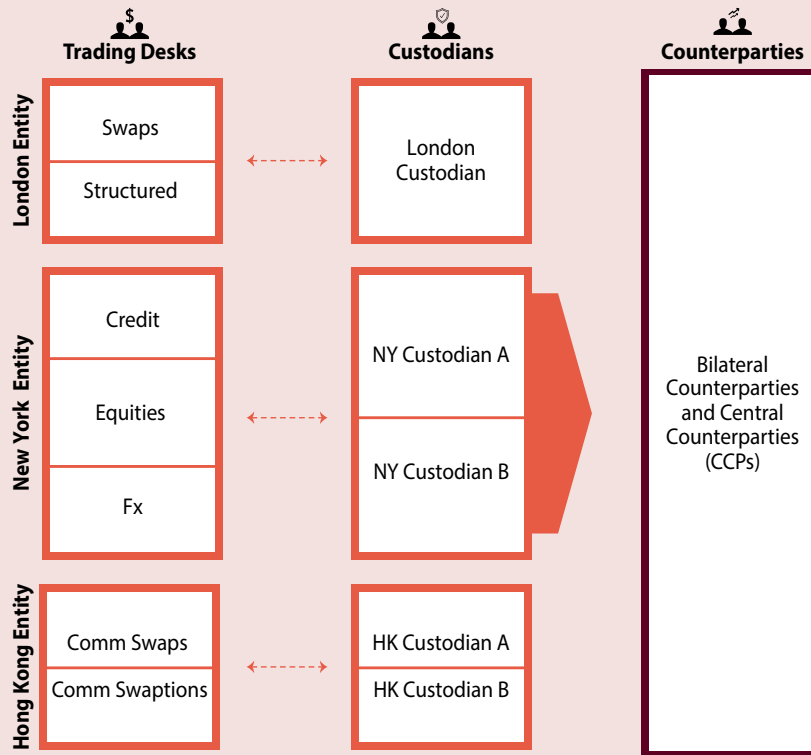 $
Trading Desks
Custodians
Counterparties
London Entity
Swaps
Structured
London
Custodian
New York Entity
Credit
Equities
Fx
NY Custodian A
NY Custodian B
Bilateral
Counterparties
and Central
Counterparties
(CCPs)
Hong Kong Entity
Comm Swaps
Comm Swaptions
HK Custodian A
HK Custodian B